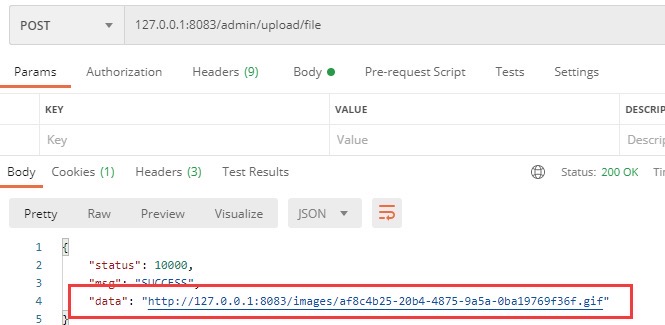 POST 127.0.0.1:8083/admin/upload/file
Params Authorization Headers (9) Body Pre-request Script Tests Settings
KEY VALUE DESCRIP
Key Value Descrip
Body Cookies (1) Headers (3) Test Results Status: 200 OK Tin
Pretty Raw Preview Visualize JSON
1 {
2 "status": 10000,
3 "msg": "SUCCESS",
4 "data": "http://127.0.0.1:8083/images/af8c4b25-20b4-4875-9a5a-0ba19769f36f.gif"
5 }